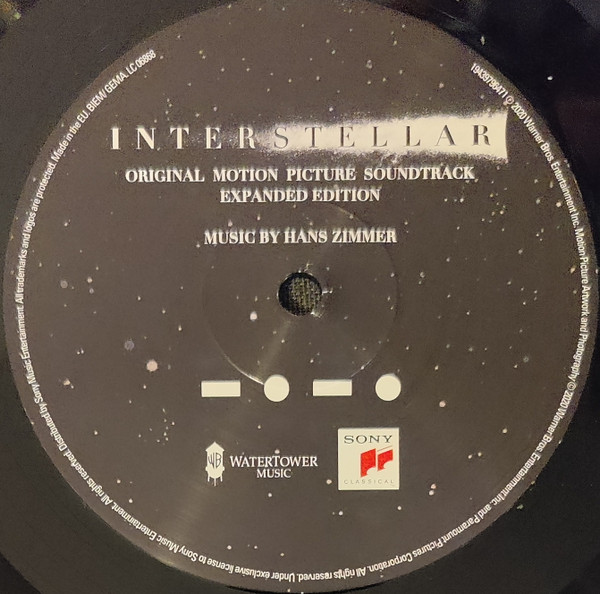 INTERSTELLAR
ORIGINAL MOTION PICTURE SOUNDTRACK
EXPANDED EDITION
MUSIC BY HANS ZIMMER
WB WATERTOWER
MUSIC
SONY
CLASSICAL
19439786471 ℗ 2020 Warner Bros. Entertainment Inc. Motion Picture Artwork and Photography © 2020 Warner Bros. Entertainment Inc. and Paramount Pictures Corporation. All rights reserved. Under exclusive license to Sony Music Entertainment. All rights reserved. Distributed by Sony Music Entertainment. All trademarks and logos are protected. Made in the EU. BIEM/ GEMA, LC 06868